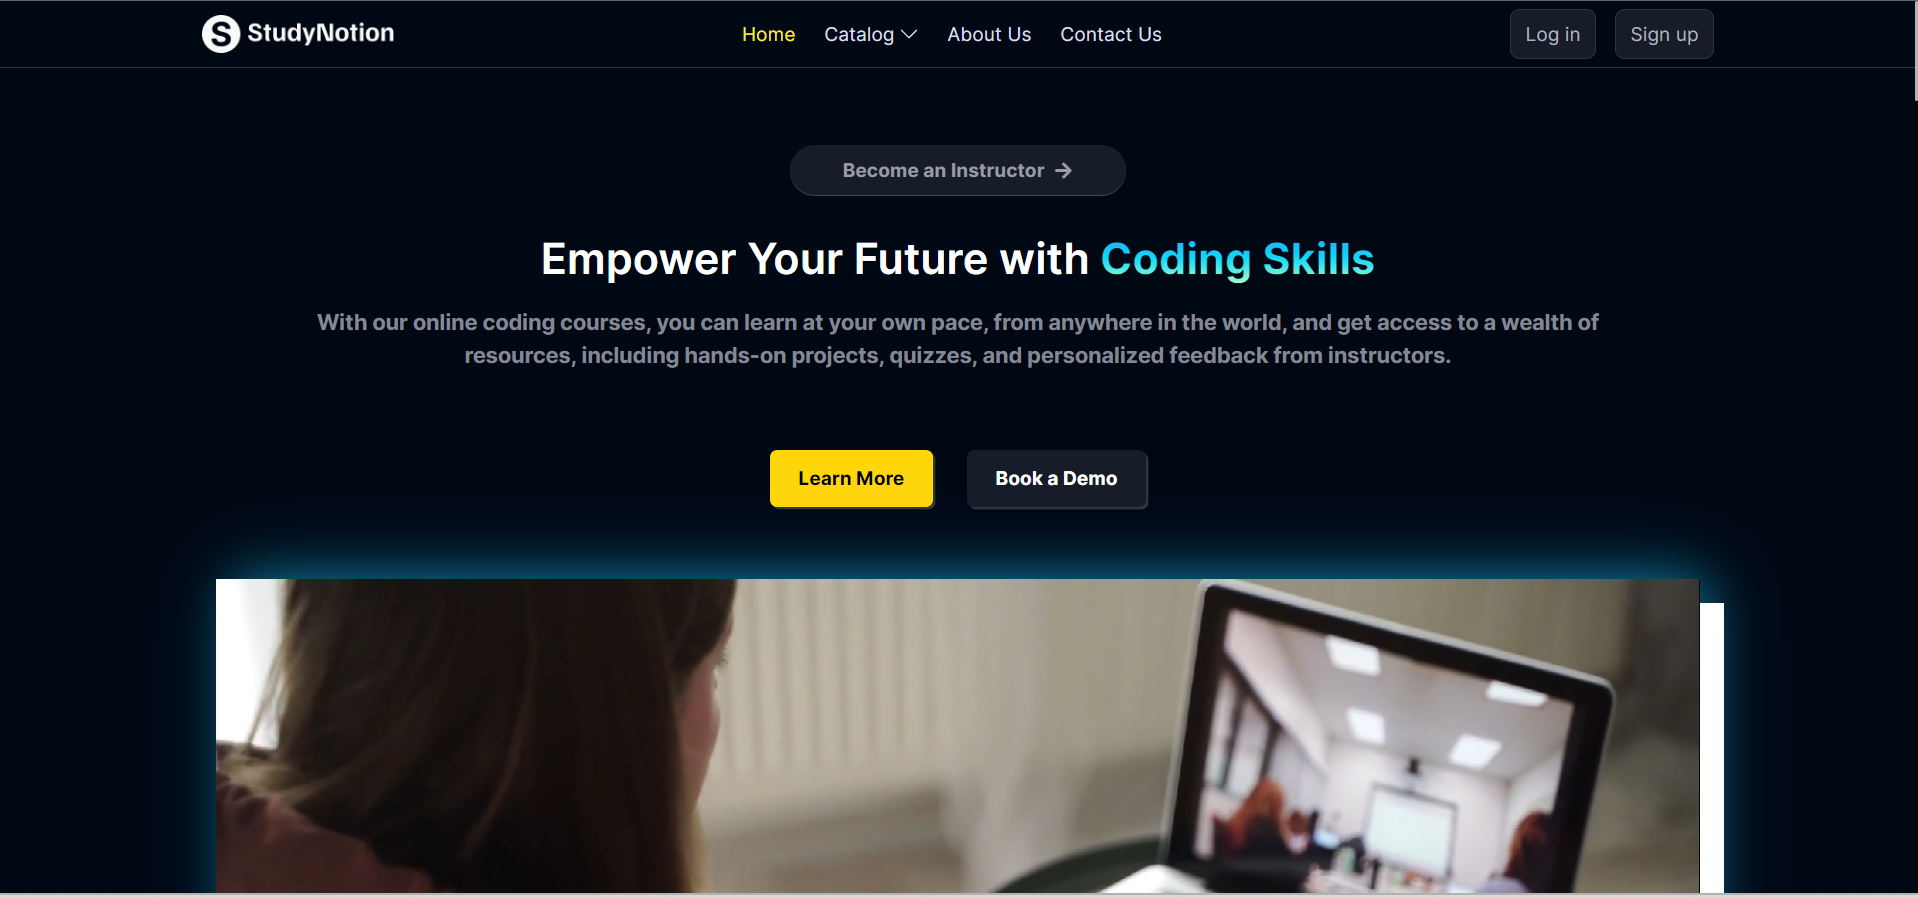 StudyNotion
Home Catalog About Us Contact Us
Log in Sign up
Become an Instructor
Empower Your Future with Coding Skills
With our online coding courses, you can learn at your own pace, from anywhere in the world, and get access to a wealth of
resources, including hands-on projects, quizzes, and personalized feedback from instructors.
Learn More Book a Demo